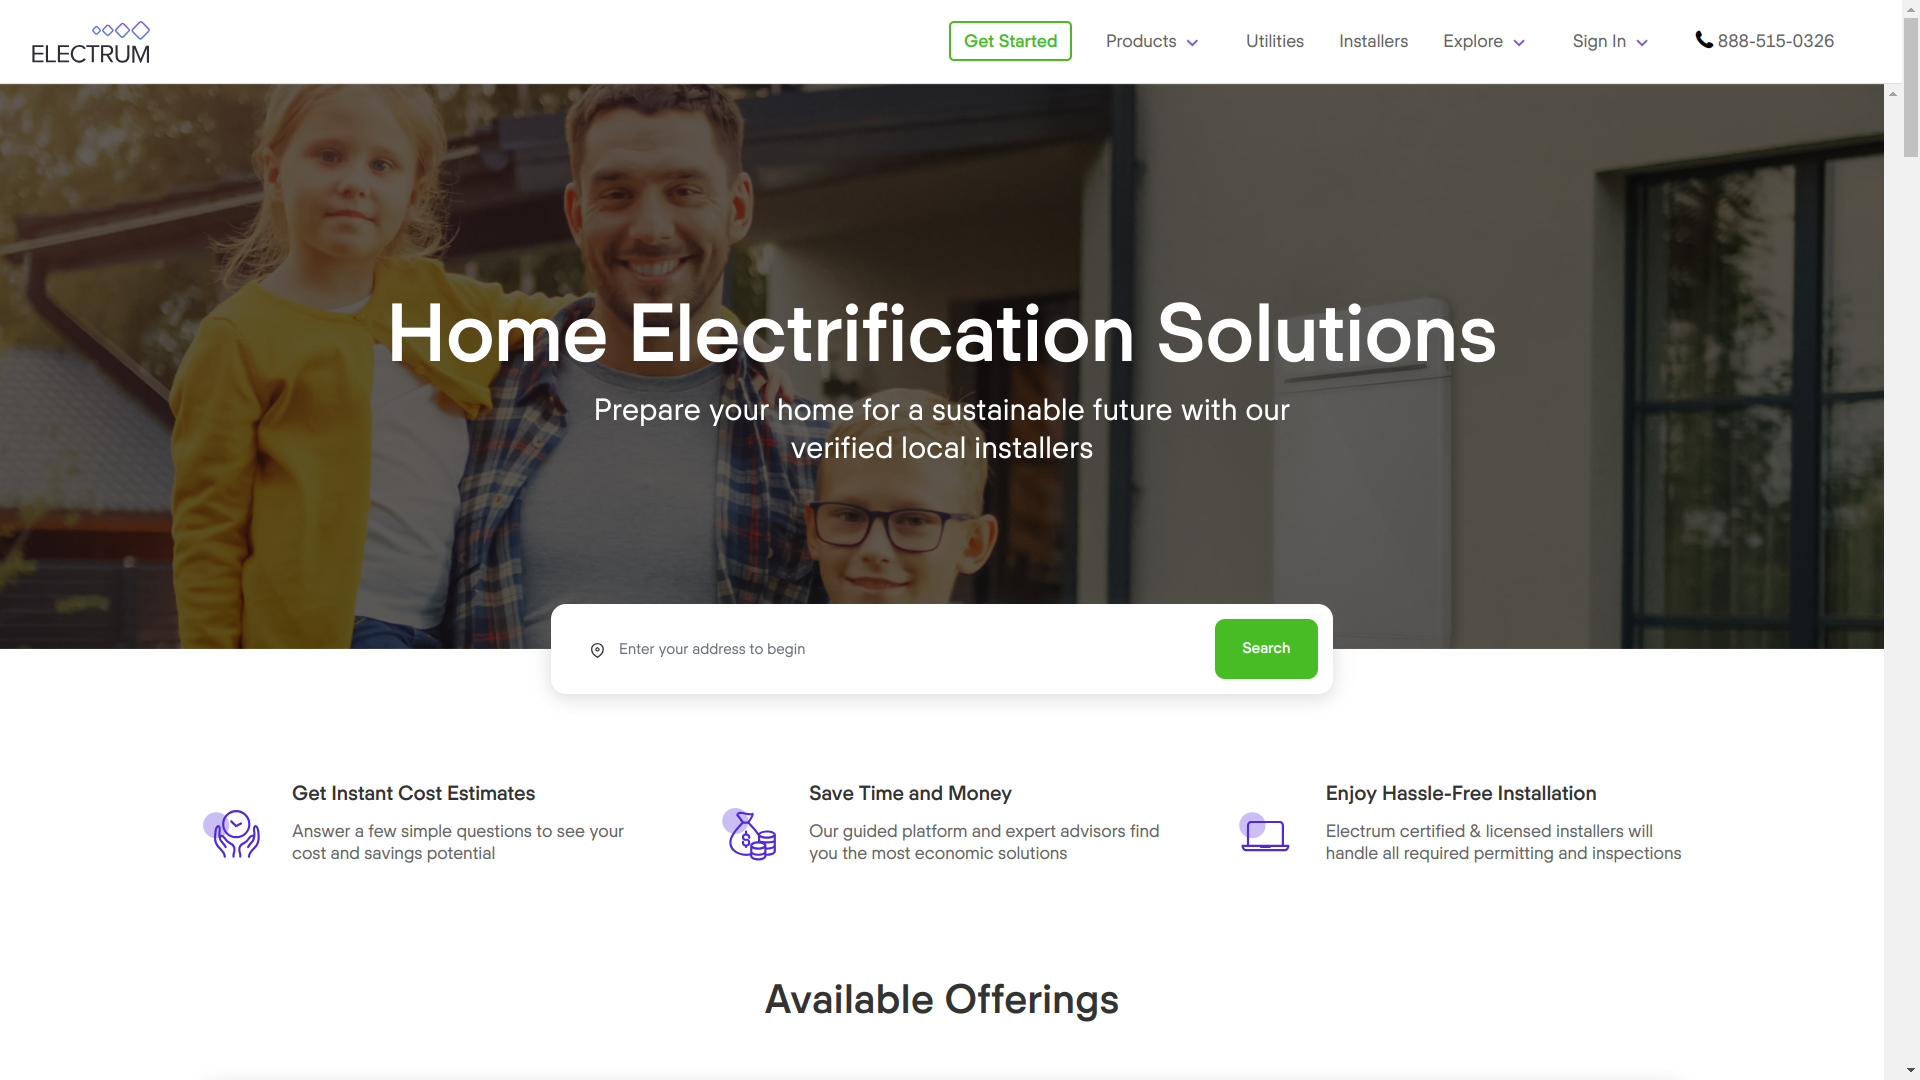 ELECTRUM
Get Started
Products
Utilities
Installers
Explore
Sign In
888-515-0326
Home Electrification Solutions
Prepare your home for a sustainable future with our
verified local installers
Enter your address to begin
Search
Get Instant Cost Estimates
Answer a few simple questions to see your
cost and savings potential
Save Time and Money
Our guided platform and expert advisors find
you the most economic solutions
Enjoy Hassle-Free Installation
Electrum certified & licensed installers will
handle all required permitting and inspections
Available Offerings